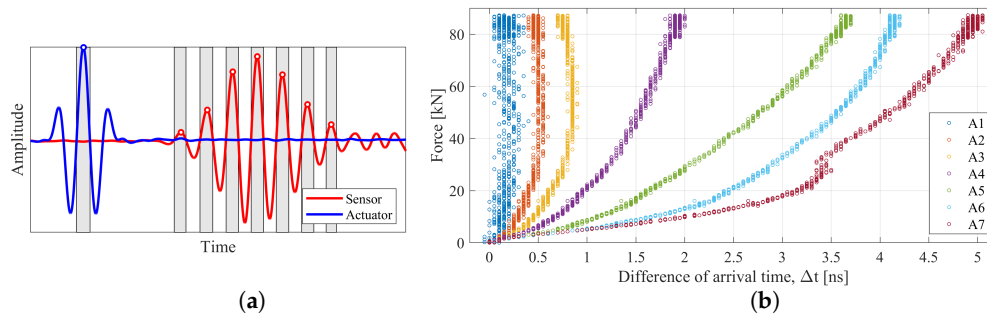 Amplitude
Sensor
Actuator
Time
(a)
Force [kN]
80
60
40
20
0
0 0.5 1 1.5 2 2.5 3 3.5 4 4.5 5
Difference of arrival time, Δt [ns]
A1
A2
A3
A4
A5
A6
A7
(b)